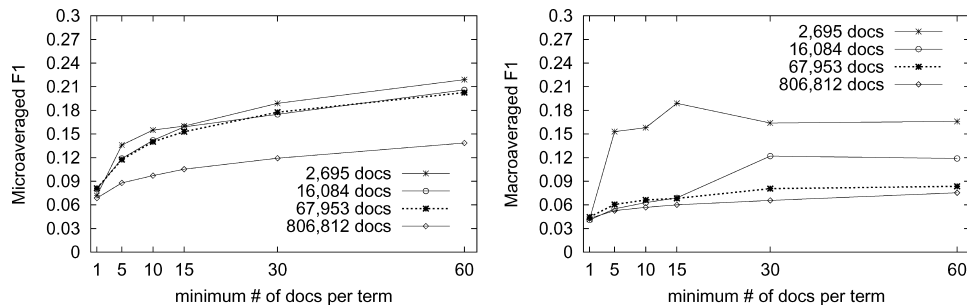 Microaveraged F1
0.3
0.27
0.24
0.21
0.18
0.15
0.12
0.09
0.06
0.03
0
2,695 docs
16,084 docs
67,953 docs
806,812 docs
1 5 10 15 30 60
minimum # of docs per term
Macroaveraged F1
0.3
0.27
0.24
0.21
0.18
0.15
0.12
0.09
0.06
0.03
0
2,695 docs
16,084 docs
67,953 docs
806,812 docs
1 5 10 15 30 60
minimum # of docs per term